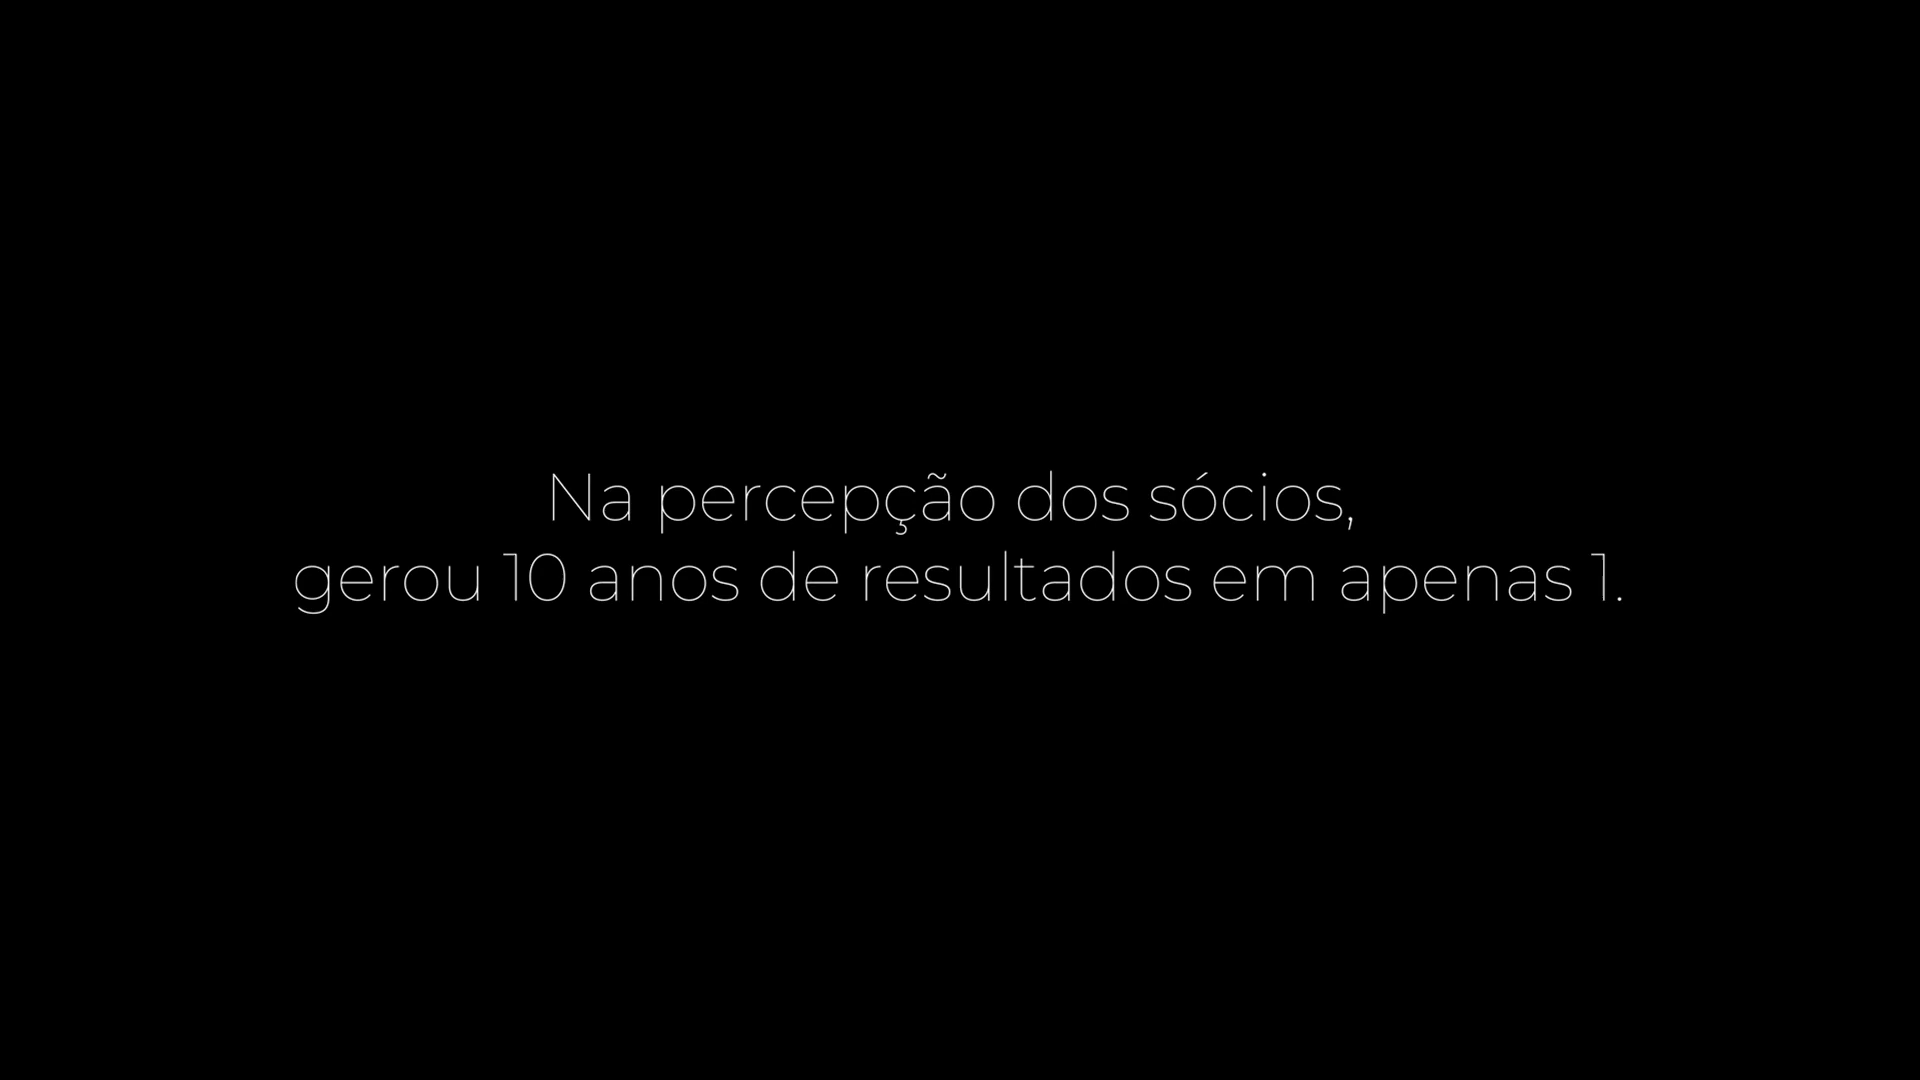 Na percepção dos sócios,
gerou 10 anos de resultados em apenas 1.